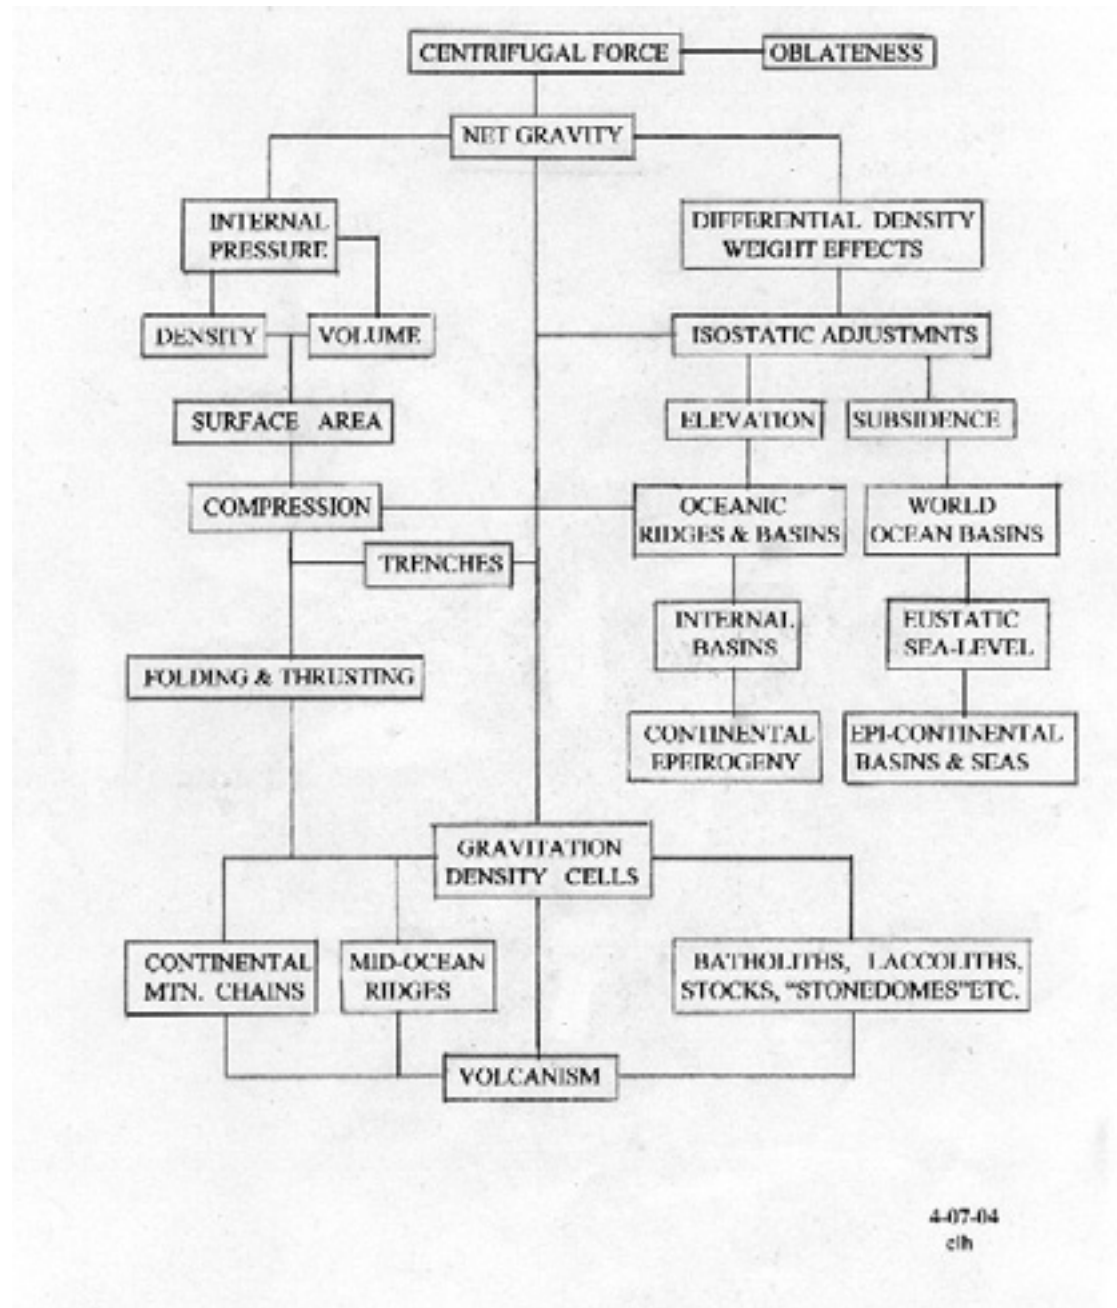 CENTRIFUGAL FORCE
OBLATENESS
NET GRAVITY
INTERNAL
PRESSURE
DIFFERENTIAL DENSITY
WEIGHT EFFECTS
DENSITY
VOLUME
ISOSTATIC ADJUSTMNTS
SURFACE AREA
ELEVATION
SUBSIDENCE
COMPRESSION
OCEANIC
RIDGES & BASINS
WORLD
OCEAN BASINS
TRENCHES
INTERNAL
BASINS
EUSTATIC
SEA-LEVEL
FOLDING & THRUSTING
CONTINENTAL
EPEIROGENY
EPI-CONTINENTAL
BASINS & SEAS
GRAVITATION
DENSITY CELLS
CONTINENTAL
MTN. CHAINS
MID-OCEAN
RIDGES
BATHOLITHS, LACCOLITHS,
STOCKS, “STONEDOMES”ETC.
VOLCANISM
4-07-04
clh